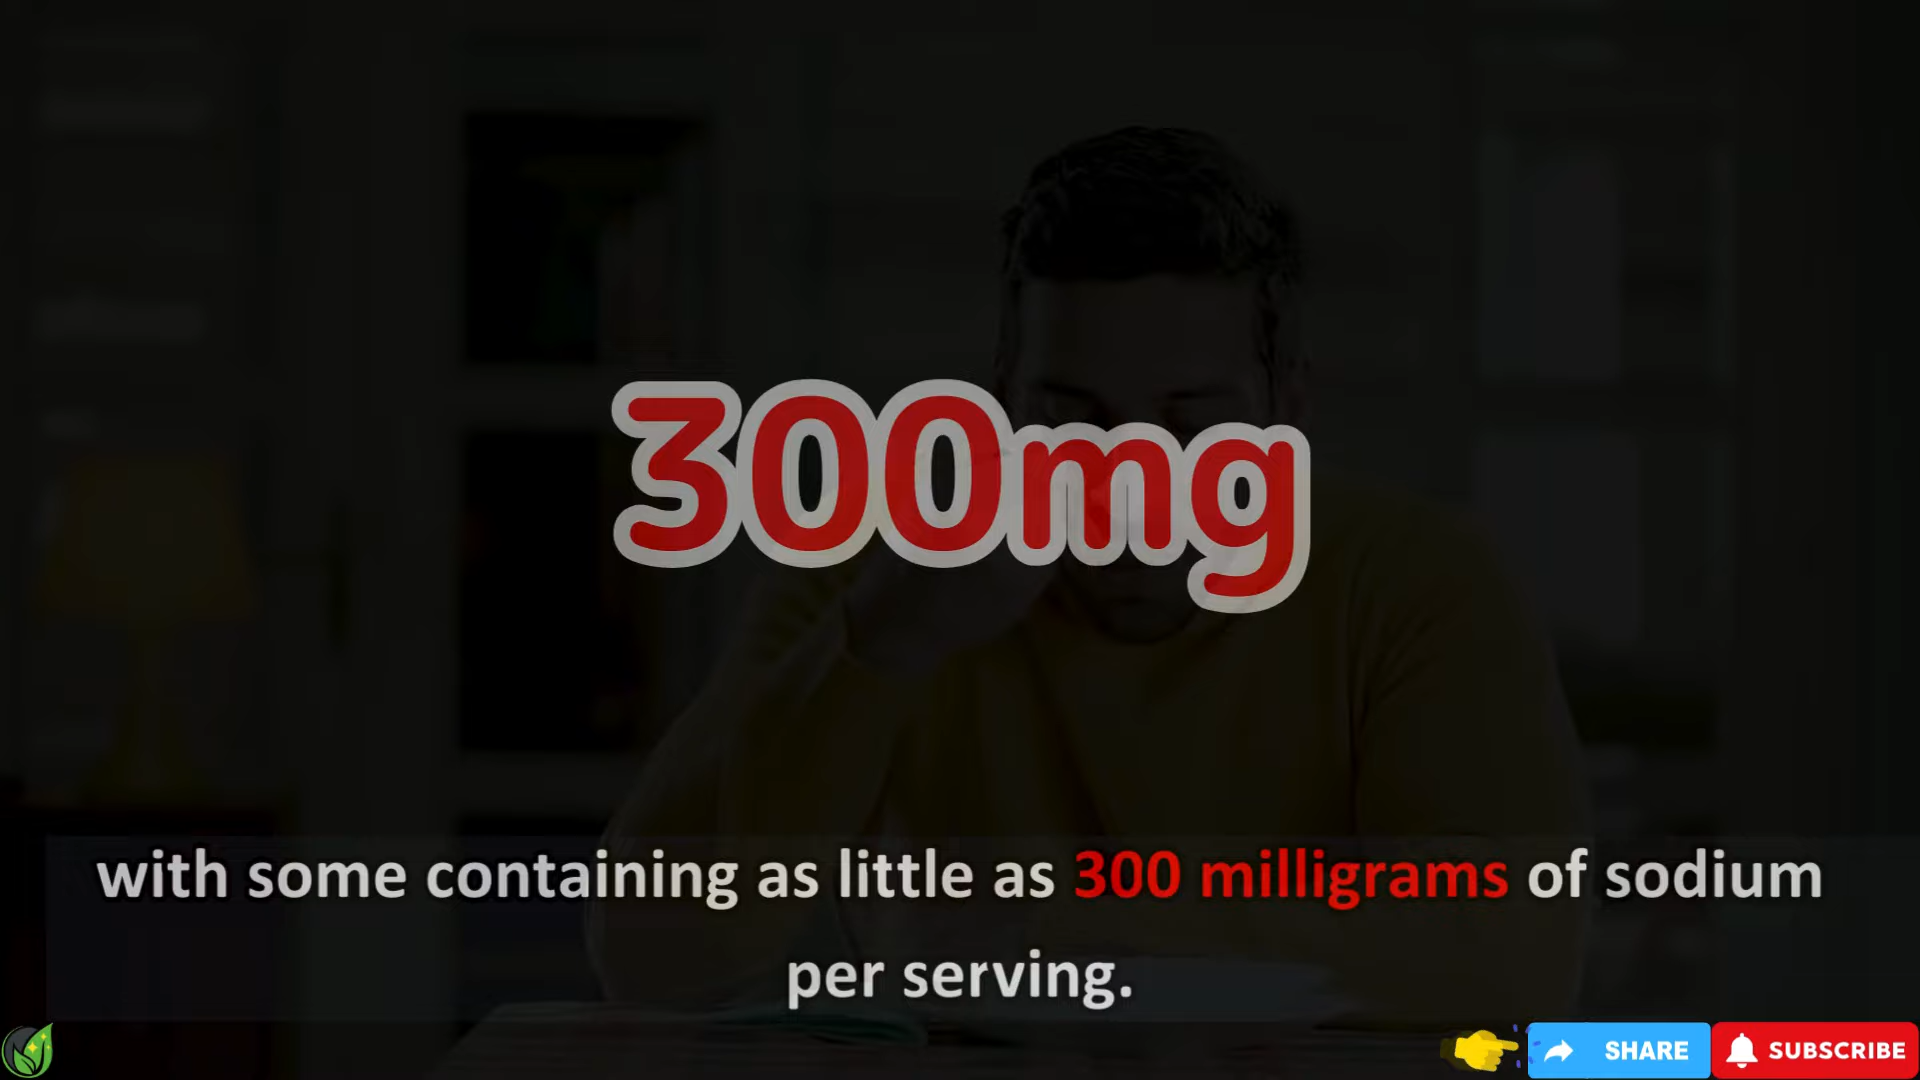 300mg
with some containing as little as 300 milligrams of sodium
per serving.
SHARE
SUBSCRIBE